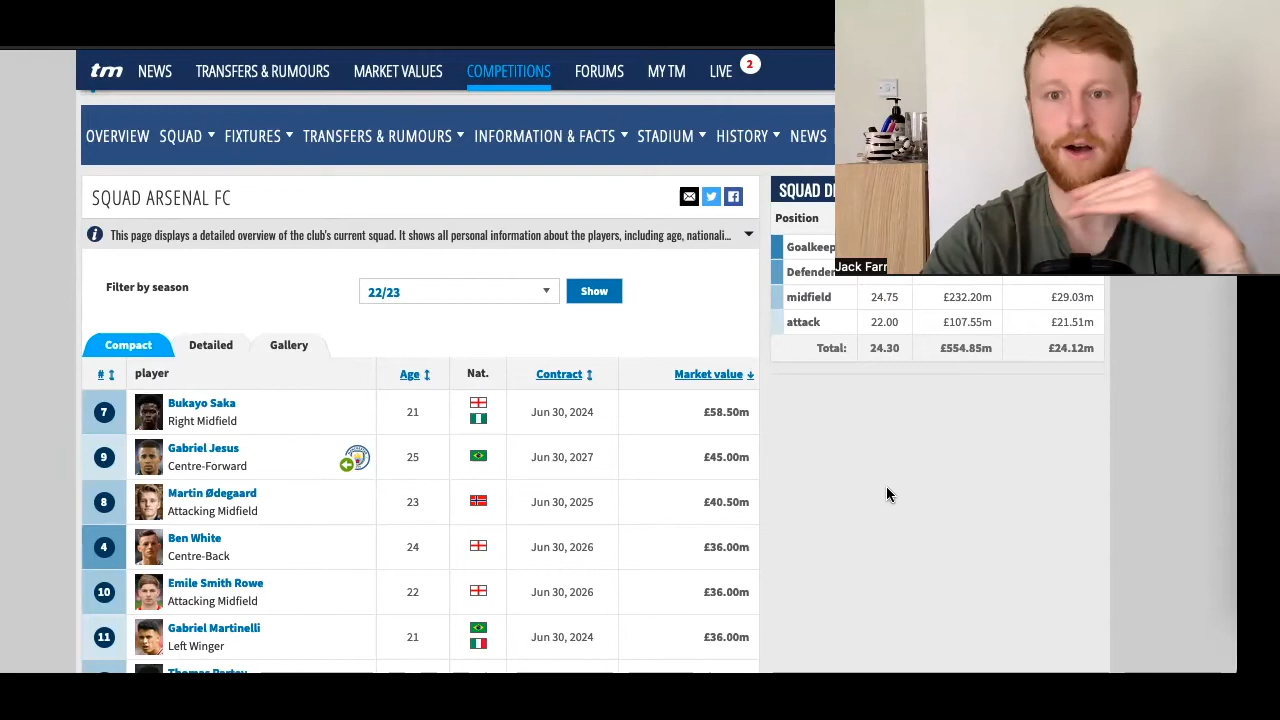 tm NEWS TRANSFERS & RUMOURS MARKET VALUES COMPETITIONS FORUMS MY TM LIVE 2
OVERVIEW SQUAD FIXTURES TRANSFERS & RUMOURS INFORMATION & FACTS STADIUM HISTORY NEWS
SQUAD ARSENAL FC
This page displays a detailed overview of the club's current squad. It shows all personal information about the players, including age, nationali...
Filter by season 22/23 Show
Compact Detailed Gallery
# player Age Nat. Contract Market value
7 Bukayo Saka 21 Jun 30, 2024 £58.50m
Right Midfield
9 Gabriel Jesus 25 Jun 30, 2027 £45.00m
Centre-Forward
8 Martin Ødegaard 23 Jun 30, 2025 £40.50m
Attacking Midfield
4 Ben White 24 Jun 30, 2026 £36.00m
Centre-Back
10 Emile Smith Rowe 22 Jun 30, 2026 £36.00m
Attacking Midfield
11 Gabriel Martinelli 21 Jun 30, 2024 £36.00m
Left Winger
Thomas Partey
SQUAD D
Position
Goalkeep
Defender
midfield 24.75 £232.20m £29.03m
attack 22.00 £107.55m £21.51m
Total: 24.30 £554.85m £24.12m
Jack Farr